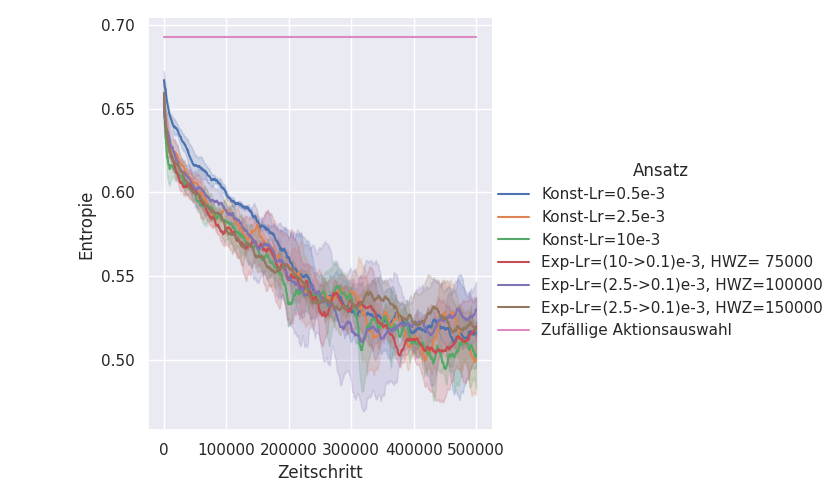 0.70
0.65
0.60
0.55
0.50
Entropie
0
100000
200000
300000
400000
500000
Zeitschritt
Ansatz
Konst-Lr=0.5e-3
Konst-Lr=2.5e-3
Konst-Lr=10e-3
Exp-Lr=(10->0.1)e-3, HWZ= 75000
Exp-Lr=(2.5->0.1)e-3, HWZ=100000
Exp-Lr=(2.5->0.1)e-3, HWZ=150000
Zufällige Aktionsauswahl